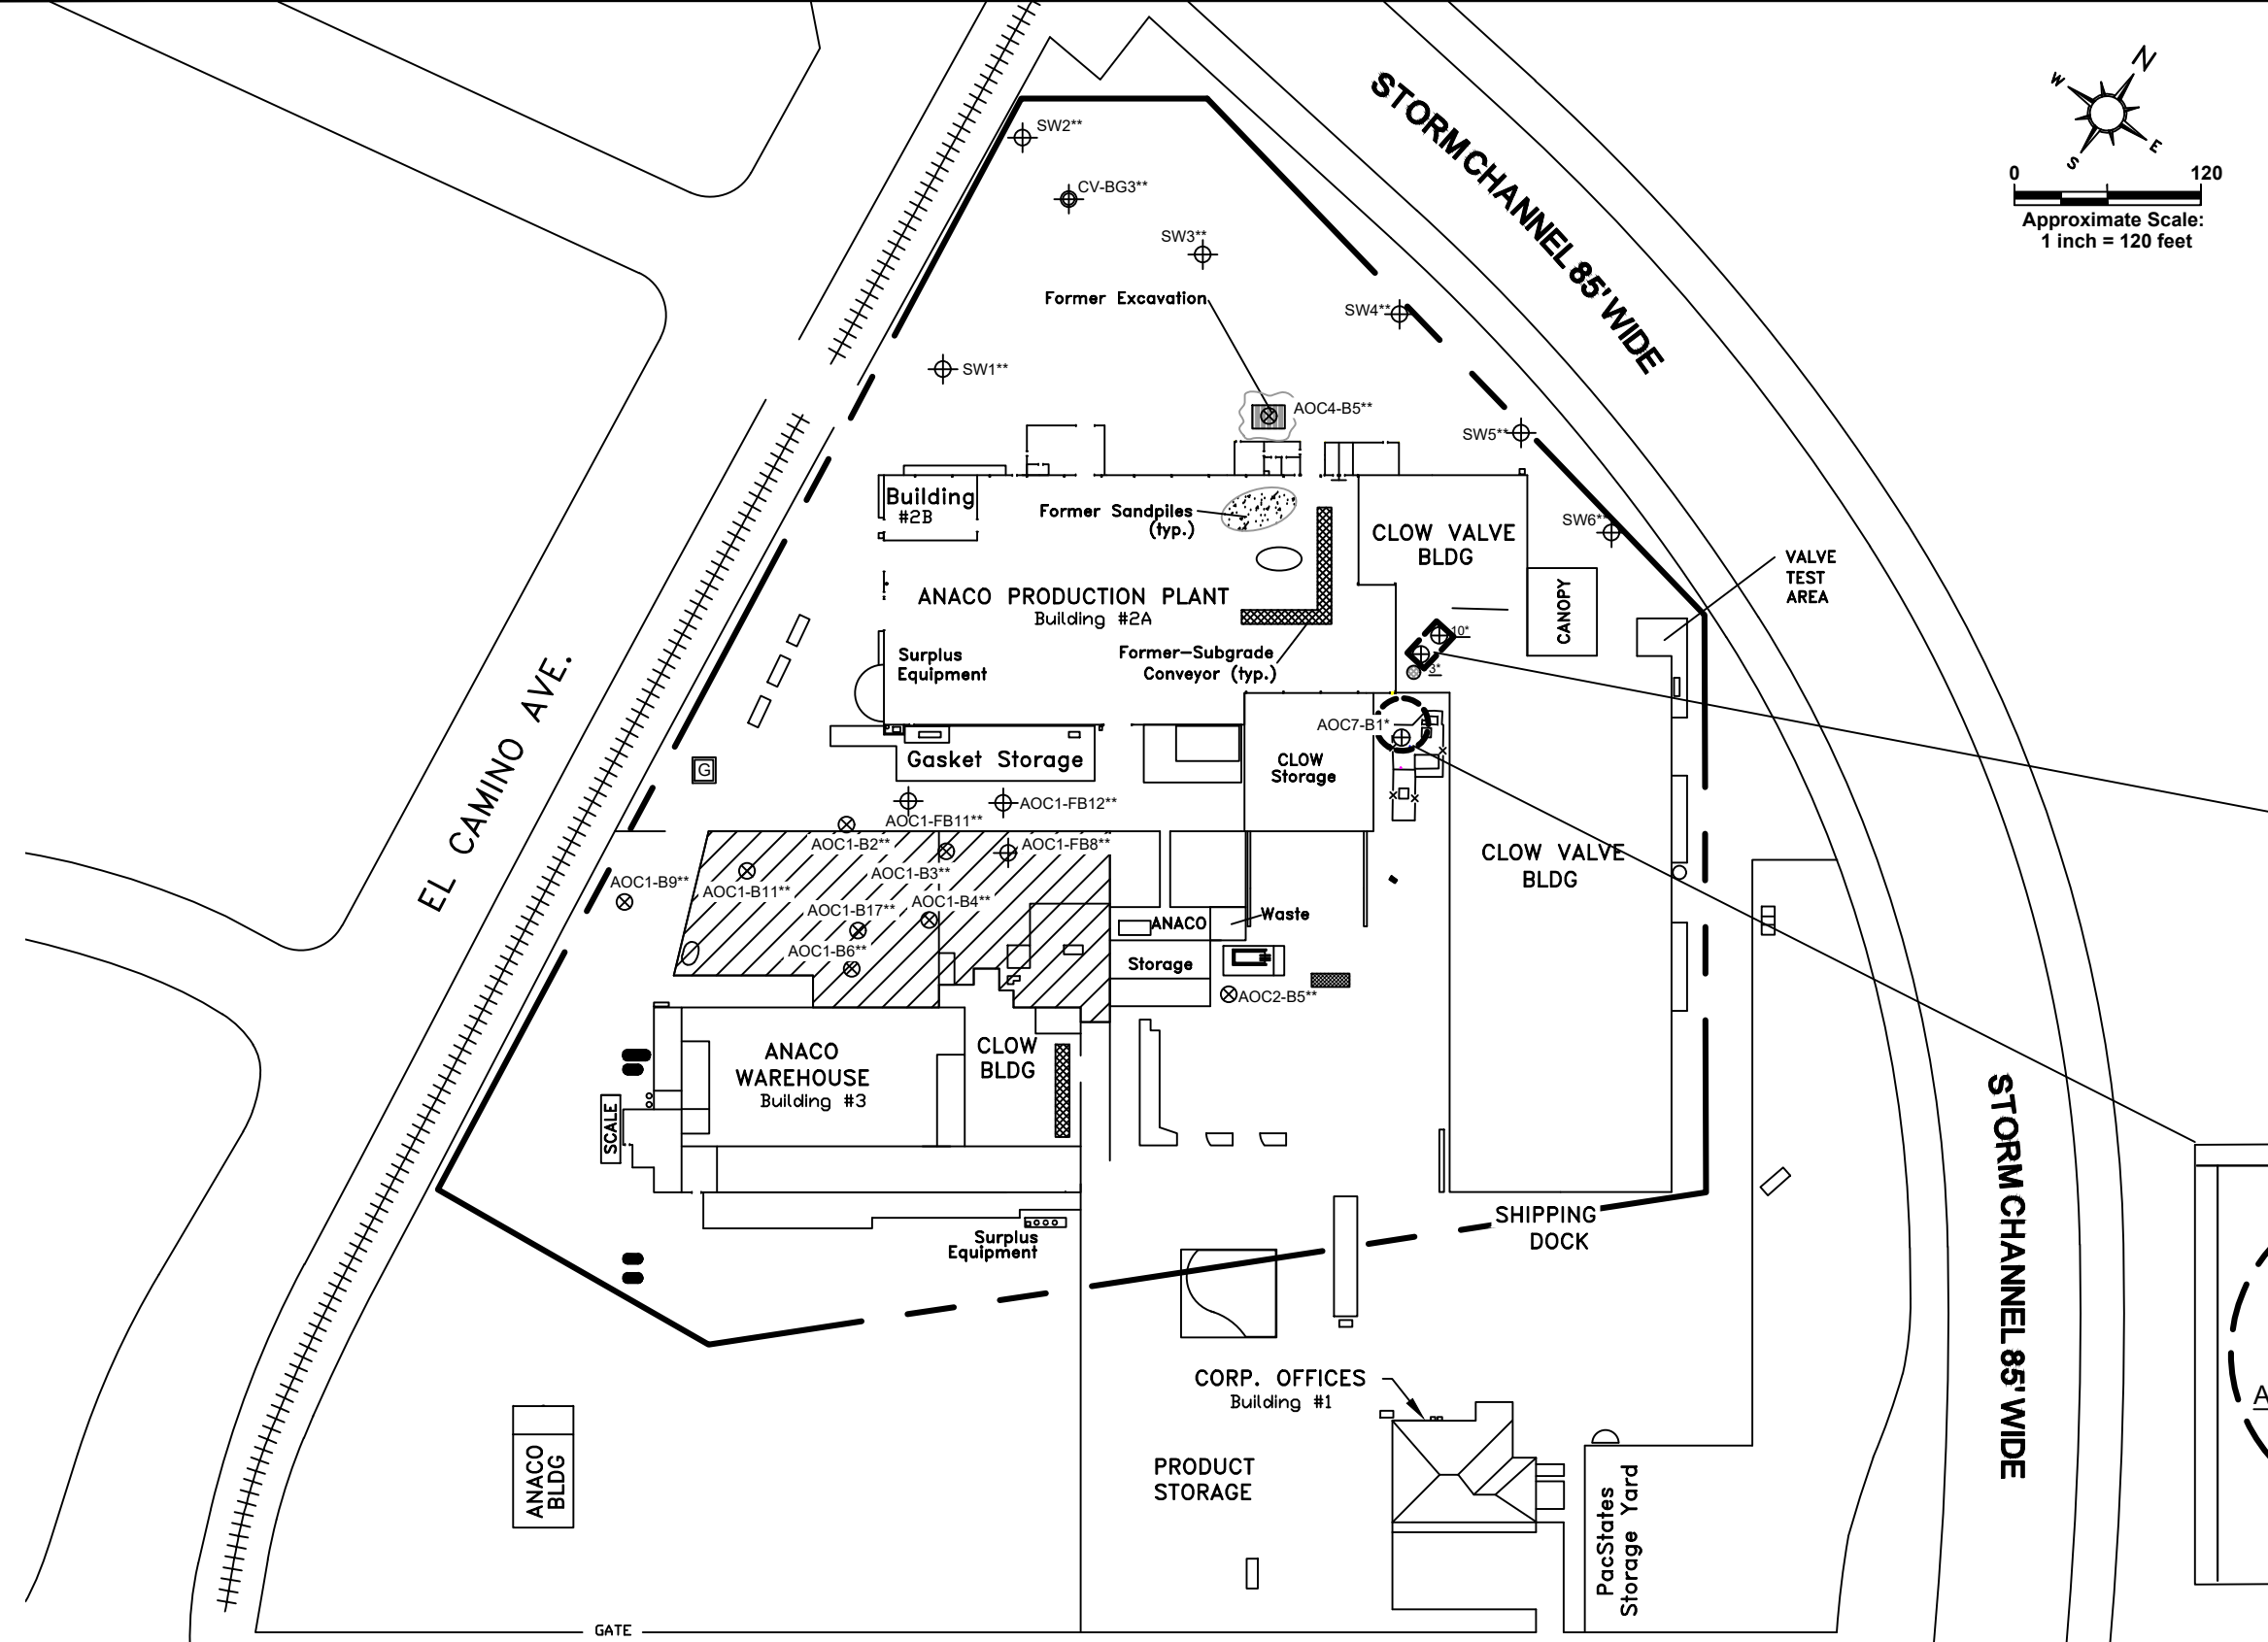 N
W
E
S
0 120
Approximate Scale:
1 inch = 120 feet
STORMCHANNEL 85' WIDE
SW2**
CV-BG3**
SW3**
Former Excavation
SW4**
SW1**
AOC4-B5**
SW5**
Building
#2B
Former Sandpiles
(typ.)
CLOW VALVE
BLDG
SW6**
VALVE
TEST
AREA
CANOPY
ANACO PRODUCTION PLANT
Building #2A
10*
3*
Surplus
Equipment
Former-Subgrade
Conveyor (typ.)
EL CAMINO AVE.
AOC7-B1*
G
Gasket Storage
CLOW
Storage
AOC1-FB12**
AOC1-FB11**
AOC1-B2**
AOC1-FB8**
AOC1-B3**
AOC1-B9**
AOC1-B11**
AOC1-B4**
AOC1-B17**
AOC1-B6**
CLOW VALVE
BLDG
ANACO
Waste
Storage
AOC2-B5**
ANACO
WAREHOUSE
Building #3
CLOW
BLDG
SCALE
STORMCHANNEL 85' WIDE
Surplus
Equipment
SHIPPING
DOCK
CORP. OFFICES
Building #1
A
ANACO
BLDG
PRODUCT
STORAGE
PacStates
Storage Yard
GATE